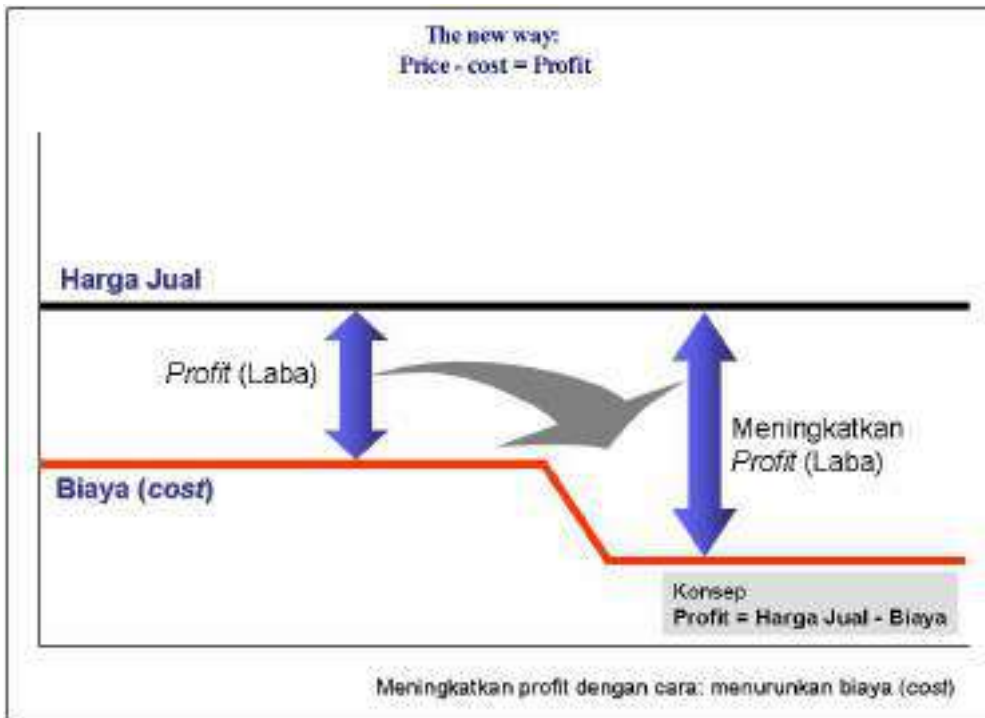 The new way:
Price - cost = Profit
Harga Jual
Profit (Laba)
Meningkatkan
Profit (Laba)
Biaya (cost)
Konsep
Profit = Harga Jual - Biaya
Meningkatkan profit dengan cara: menurunkan biaya (cost)